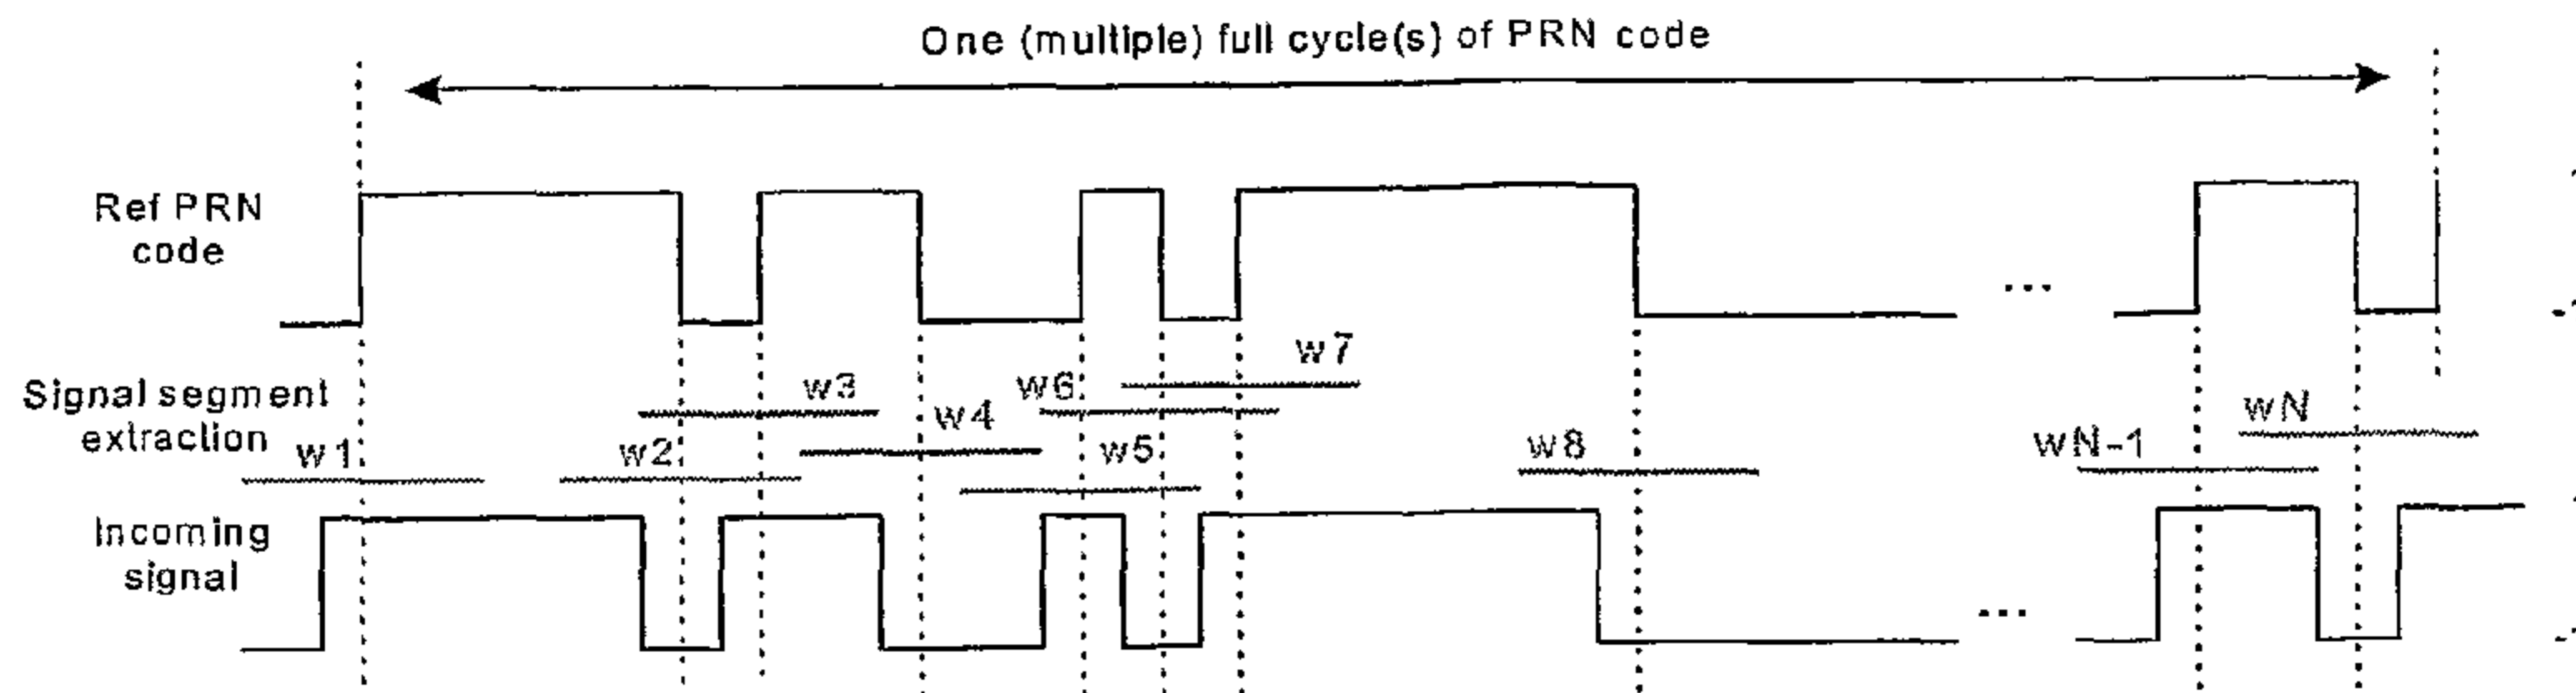 One (multiple) full cycle(s) of PRN code
Ref PRN
code
w7
Signal segment
extraction
w1
w2
w3
w4
w6
w5
w8
wN-1
wN
Incoming
signal
...
...